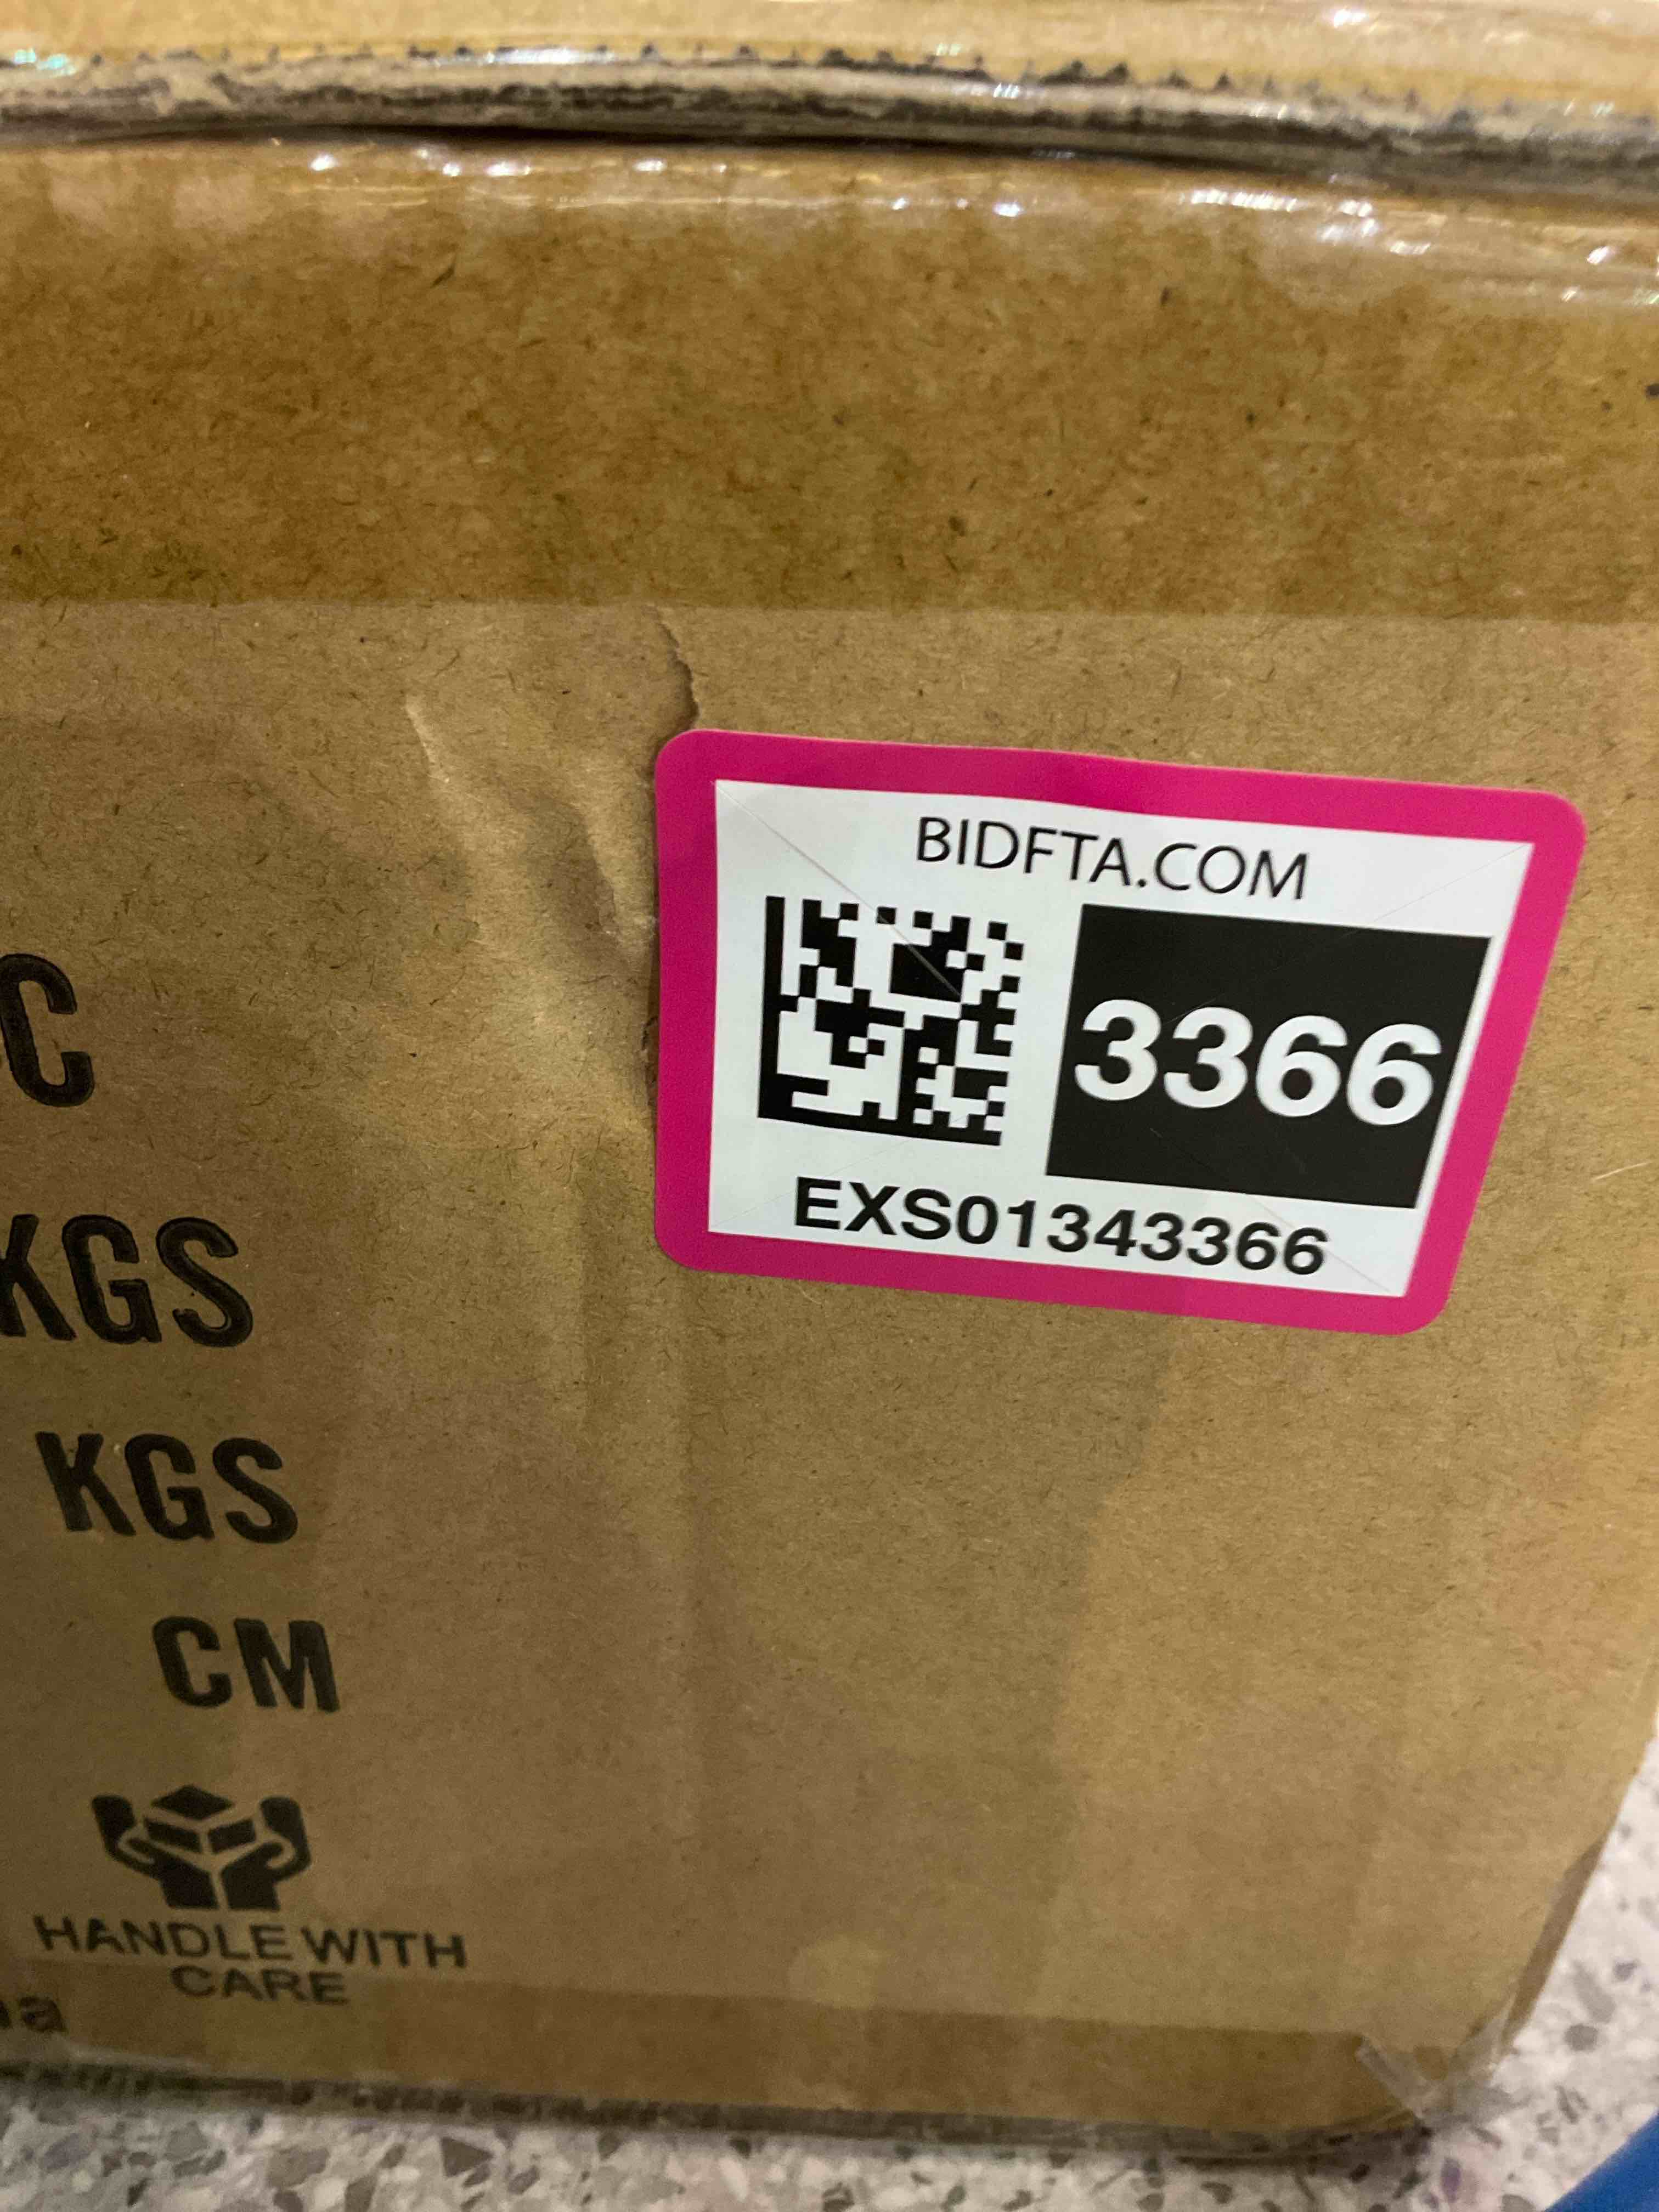 BIDFTA.COM
3366
EXS01343366
C
KGS
KGS
CM
HANDLE WITH
CARE